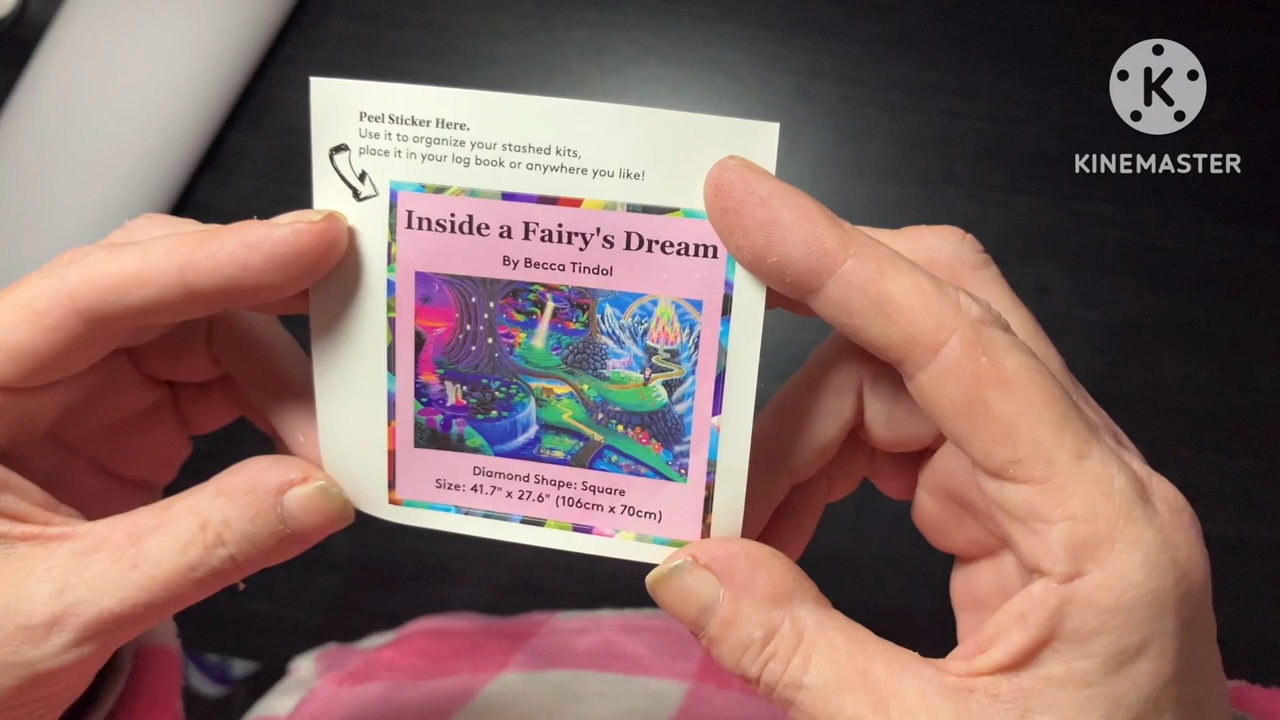 Peel Sticker Here.
Use it to organize your stashed kits,
place it in your log book or anywhere you like!
Inside a Fairy's Dream
By Becca Tindol
Diamond Shape: Square
Size: 41.7" x 27.6" (106cm x 70cm)
K
KINEMASTER